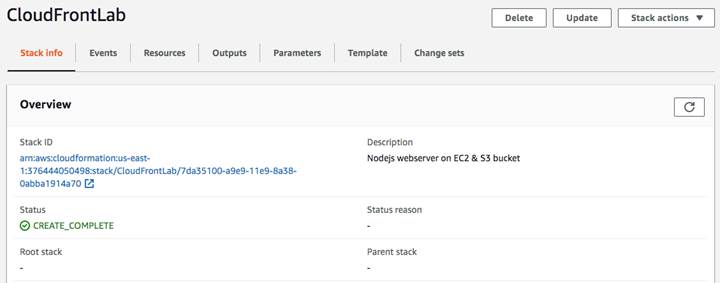 CloudFrontLab
Delete
Update
Stack actions
Stack info
Events
Resources
Outputs
Parameters
Template
Change sets
Overview
Stack ID
arn:aws:cloudformation:us-east-
1:376444050498:stack/CloudFrontLab/7da35100-a9e9-11e9-8a38-
0abba1914a70
Description
Nodejs webserver on EC2 & S3 bucket
Status
CREATE_COMPLETE
Status reason
-
Root stack
-
Parent stack
-